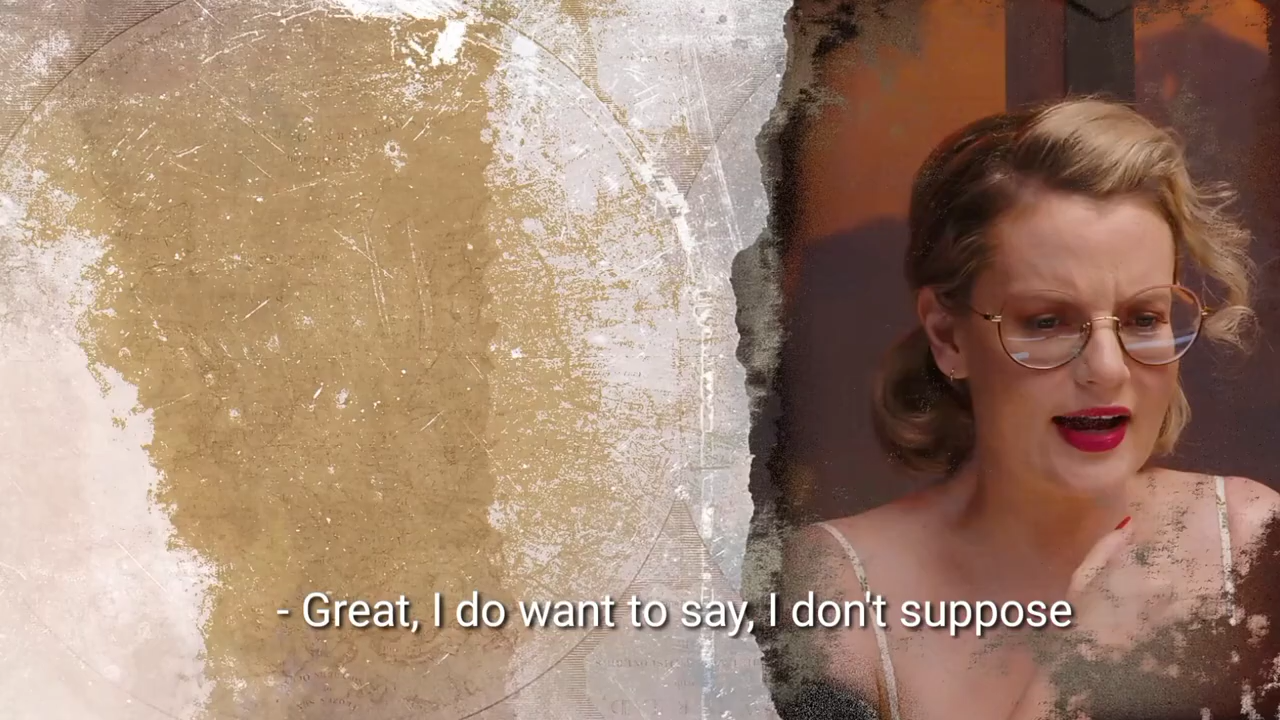 - Great, I do want to say, I don't suppose